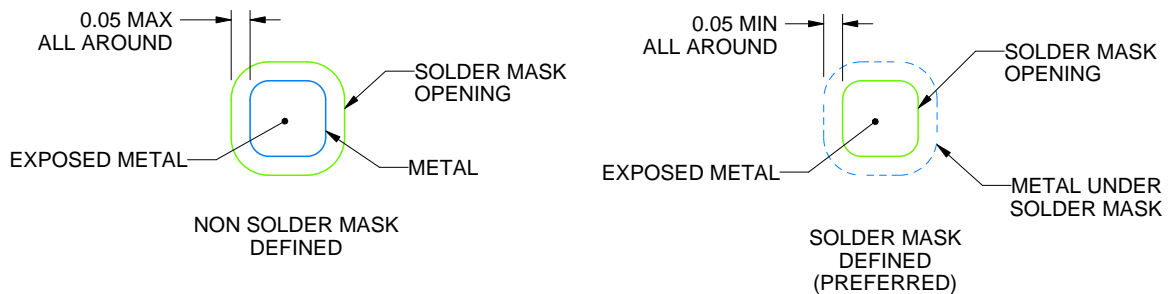 0.05 MAX
ALL AROUND
SOLDER MASK
OPENING
EXPOSED METAL
METAL
NON SOLDER MASK
DEFINED
0.05 MIN
ALL AROUND
SOLDER MASK
OPENING
EXPOSED METAL
METAL UNDER
SOLDER MASK
SOLDER MASK
DEFINED
(PREFERRED)